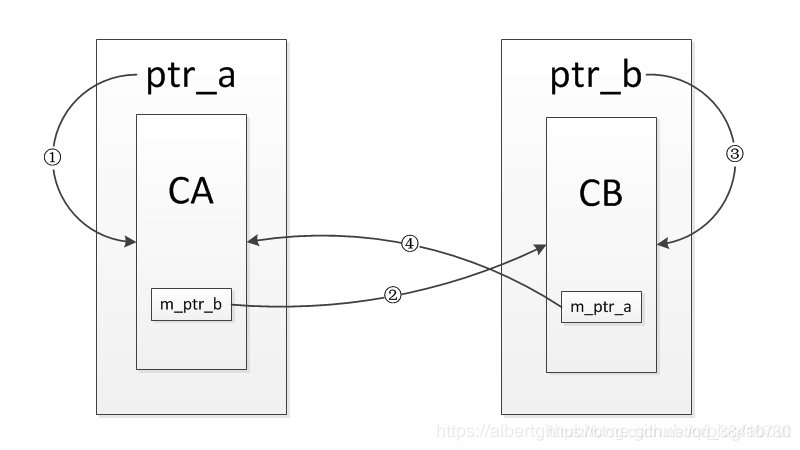 ptr_a
ptr_b
①
③
CA
CB
④
②
m_ptr_b
m_ptr_a